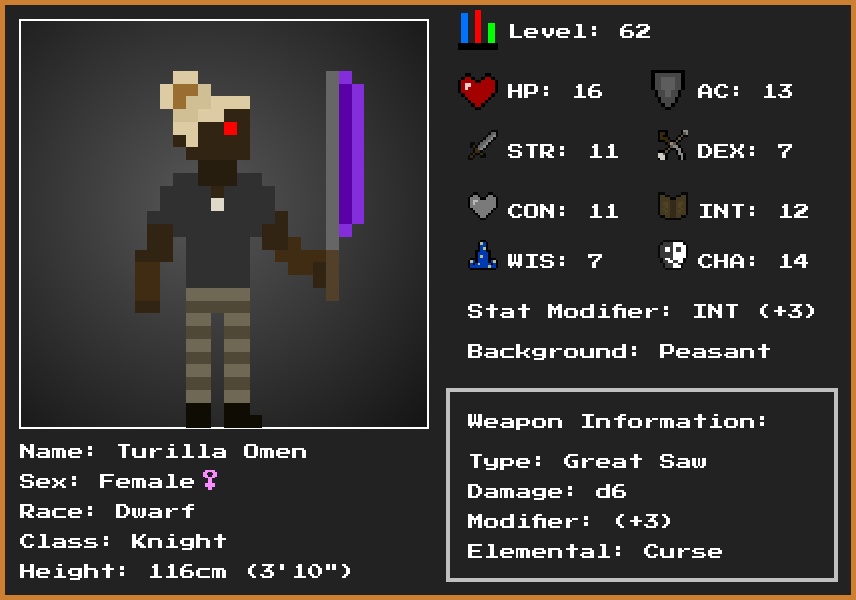 Level: 62
HP: 16
AC: 13
STR: 11
DEX: 7
CON: 11
INT: 12
WIS: 7
CHA: 14
Stat Modifier: INT (+3)
Background: Peasant
Weapon Information:
Type: Great Saw
Damage: d6
Modifier: (+3)
Elemental: Curse
Name: Turilla Omen
Sex: Female♀
Race: Dwarf
Class: Knight
Height: 116cm (3'10")